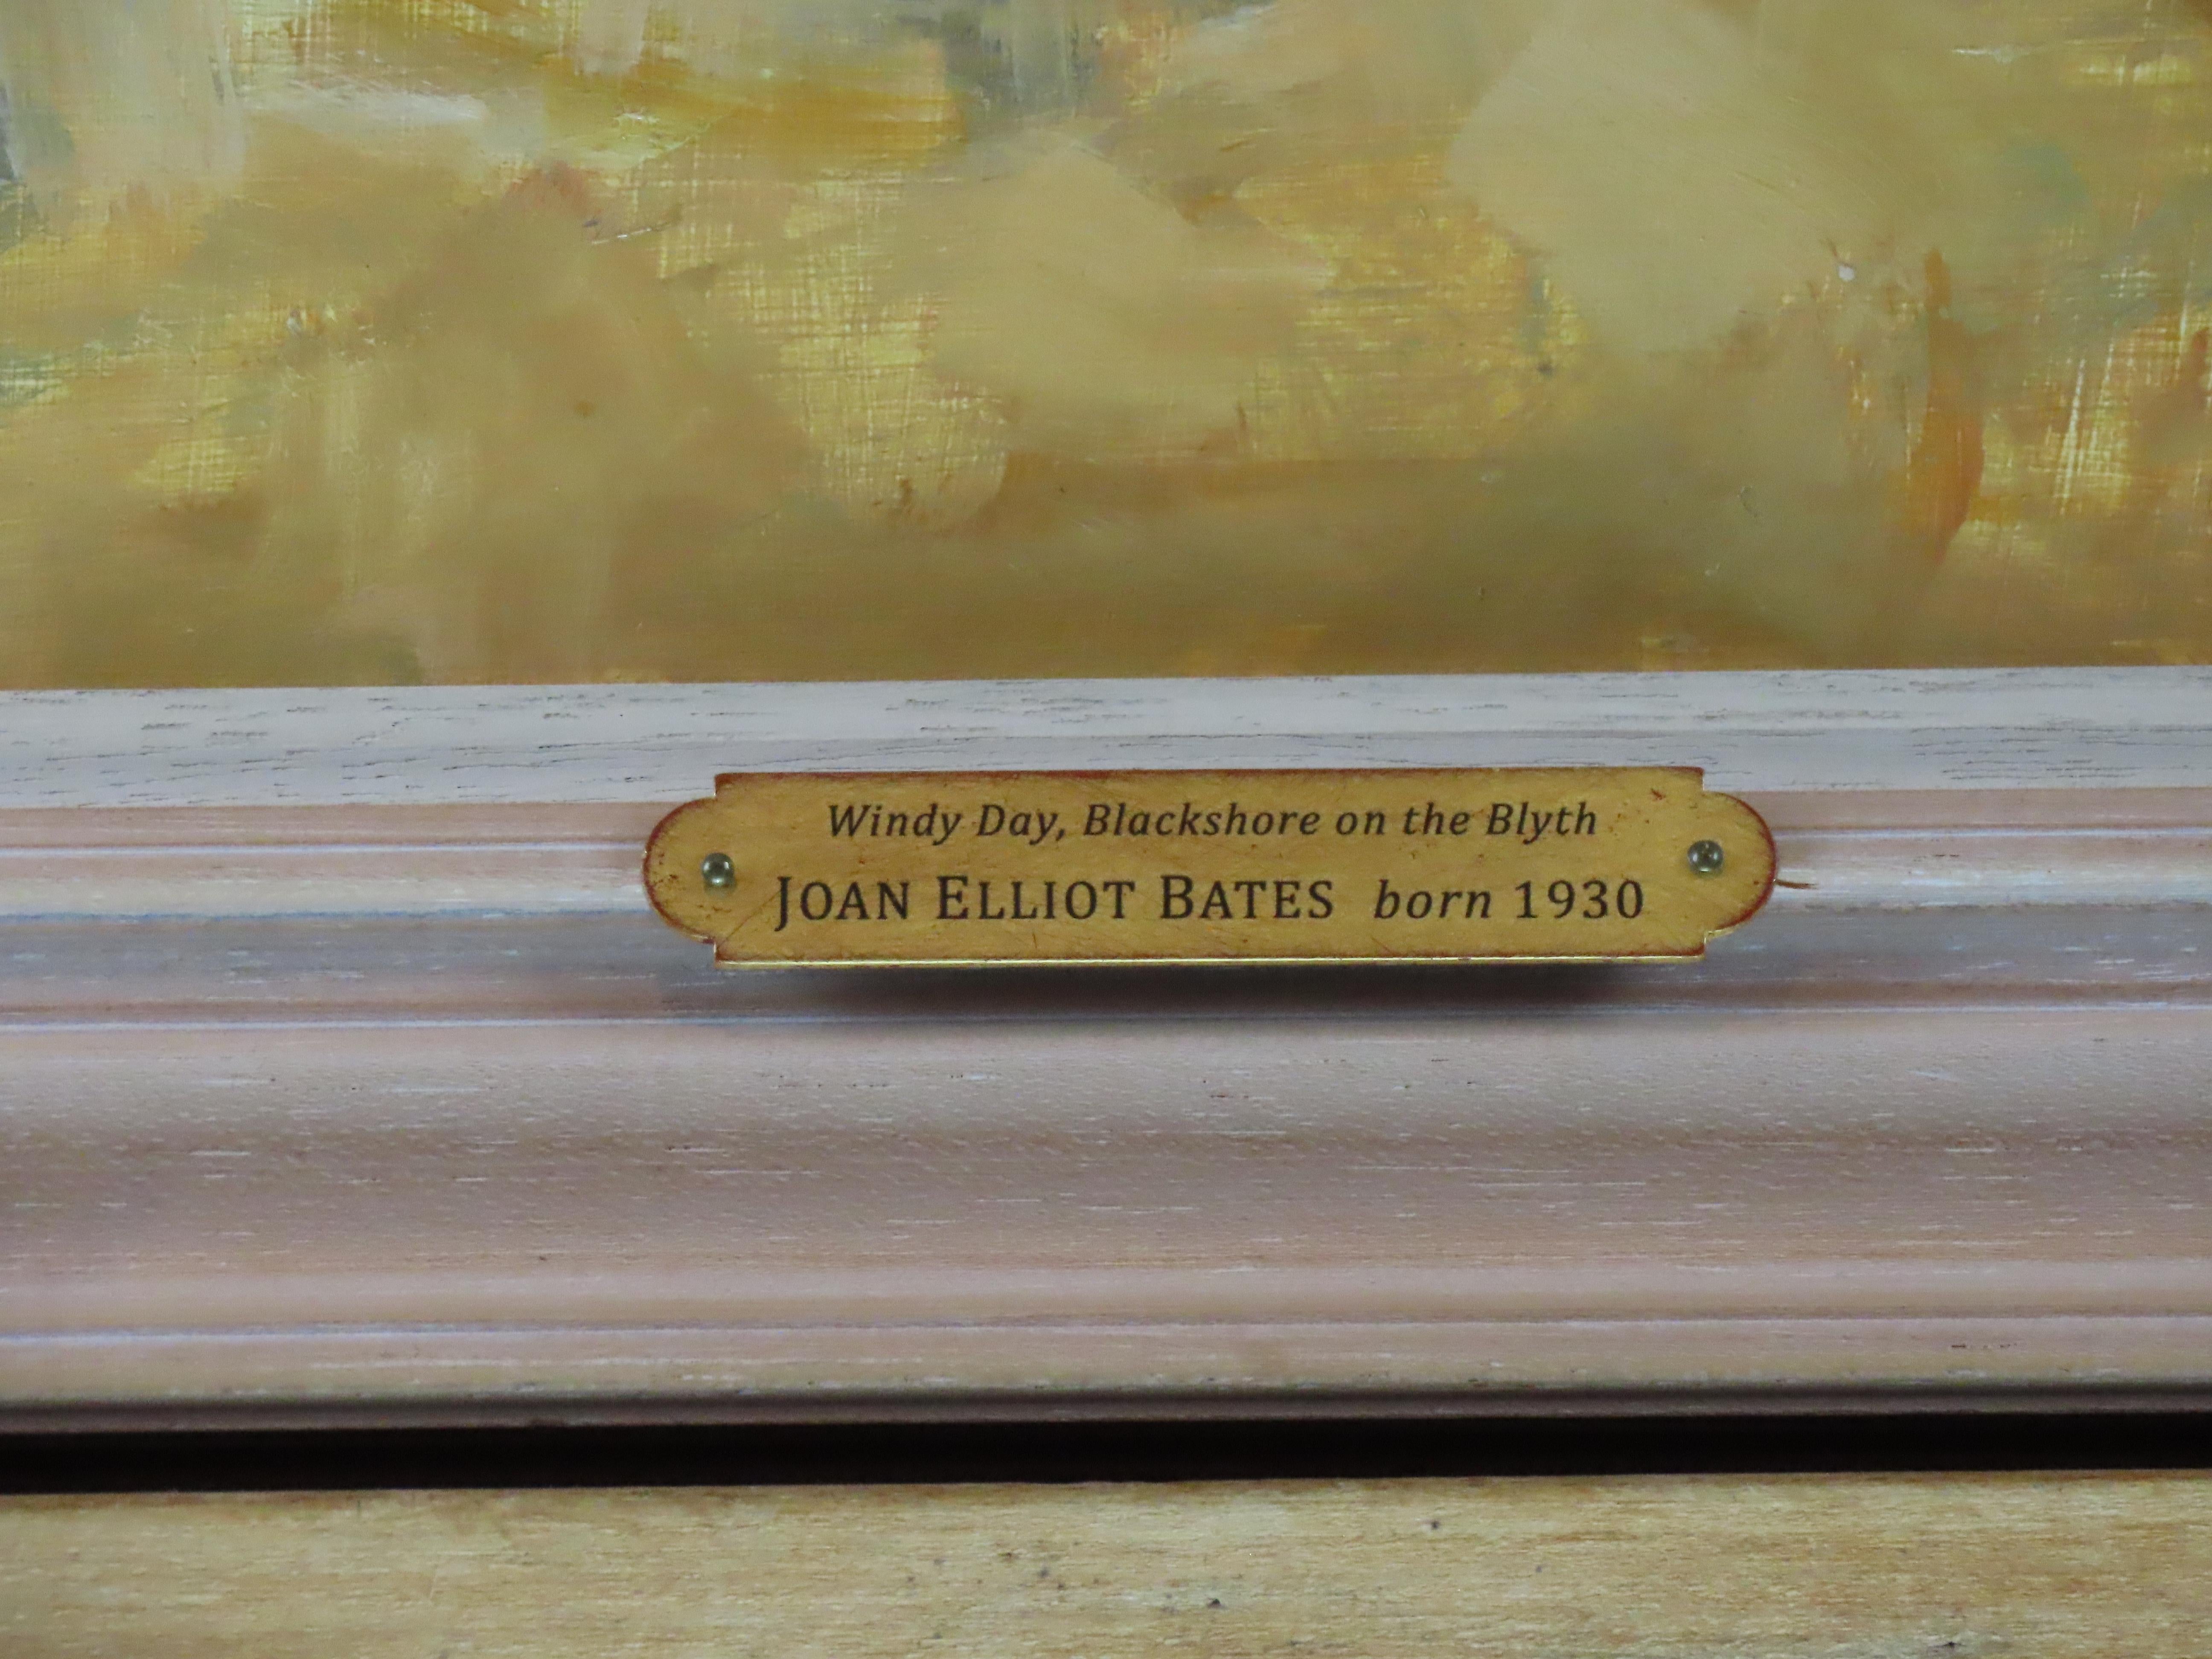 Windy Day, Blackshore on the Blyth
JOAN ELLIOT BATES born 1930